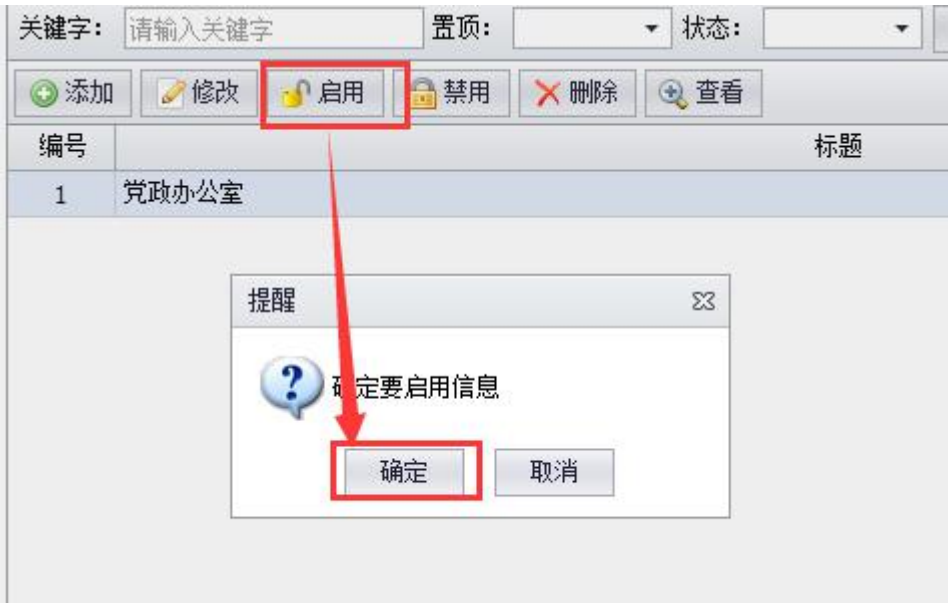 关键字： 请输入关键字 置顶： 状态：
添加 修改 启用 禁用 删除 查看
编号 标题
1 党政办公室
提醒
确定要启用信息
确定 取消